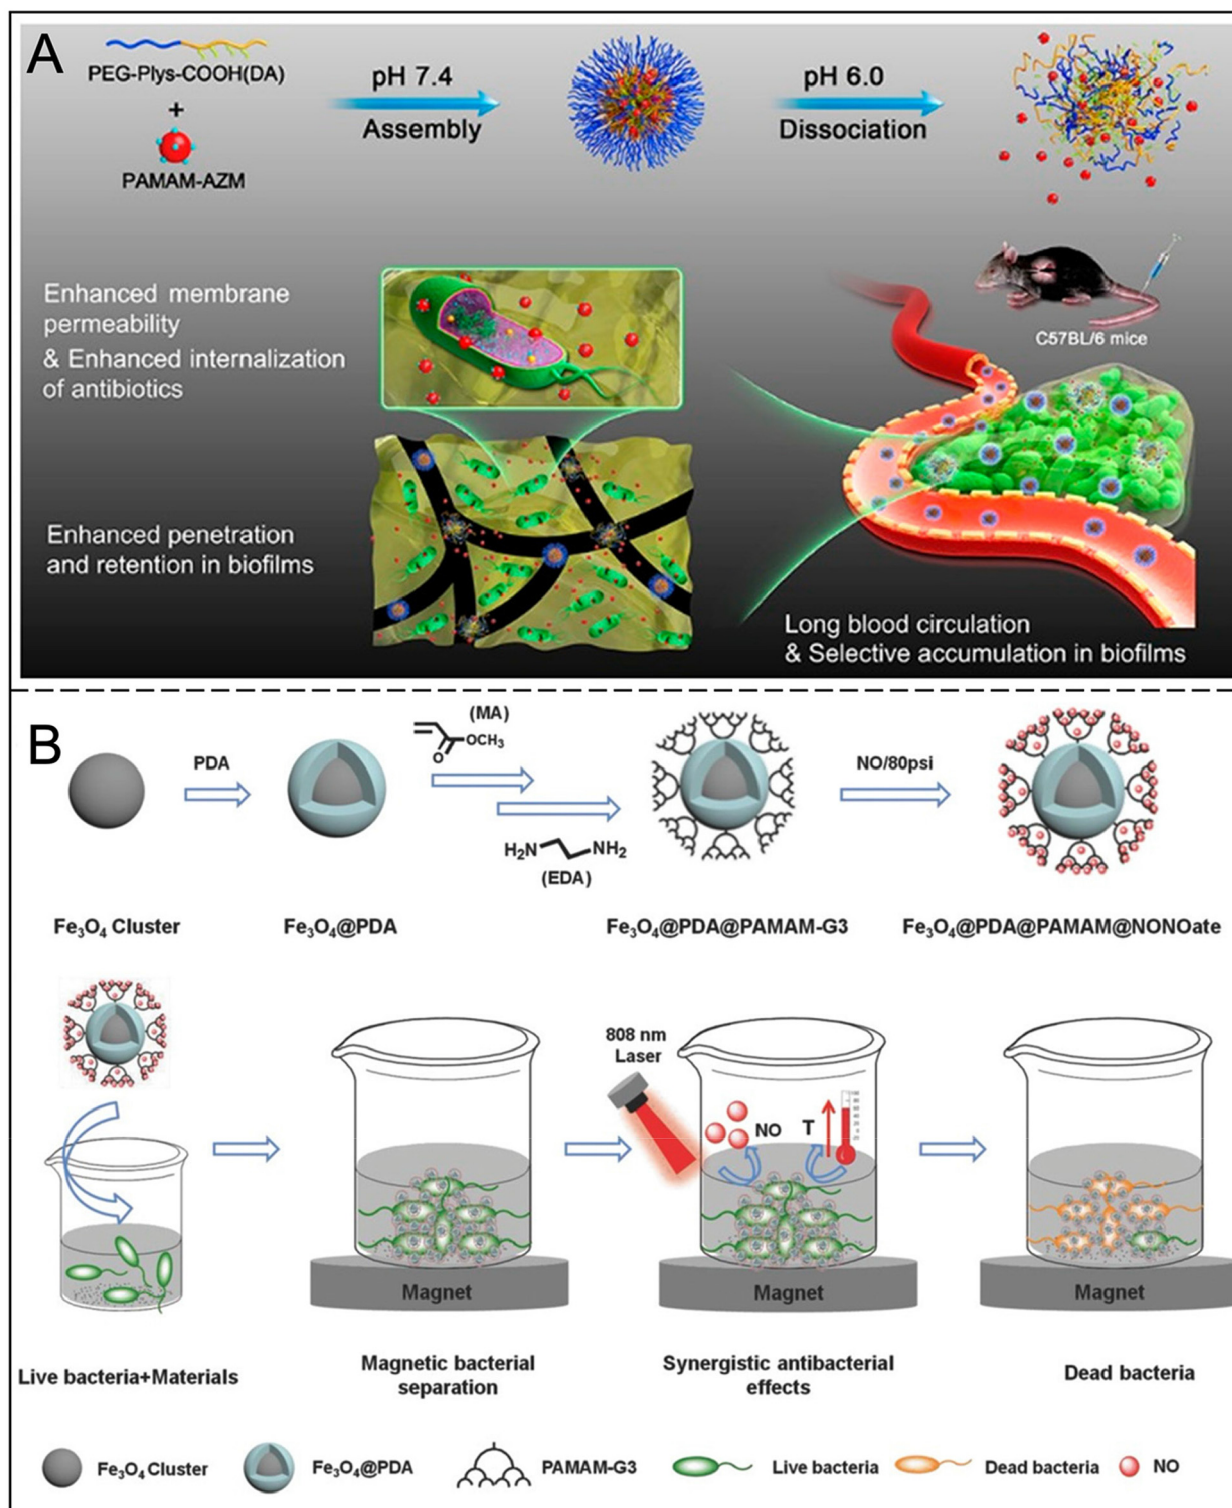 A
PEG-Plys-COOH(DA)
+
PAMAM-AZM
pH 7.4
Assembly
pH 6.0
Dissociation
Enhanced membrane
permeability
& Enhanced internalization
of antibiotics
C57BL/6 mice
Enhanced penetration
and retention in biofilms
Long blood circulation
& Selective accumulation in biofilms
B
PDA
(MA)
O
OCH₃
H₂N
NH₂
(EDA)
NO/80psi
Fe₃O₄ Cluster
Fe₃O₄@PDA
Fe₃O₄@PDA@PAMAM-G3
Fe₃O₄@PDA@PAMAM@NONOate
808 nm
Laser
NO
T
Magnet
Magnet
Magnet
Live bacteria+Materials
Magnetic bacterial
separation
Synergistic antibacterial
effects
Dead bacteria
Fe₃O₄ Cluster
Fe₃O₄@PDA
PAMAM-G3
Live bacteria
Dead bacteria
NO